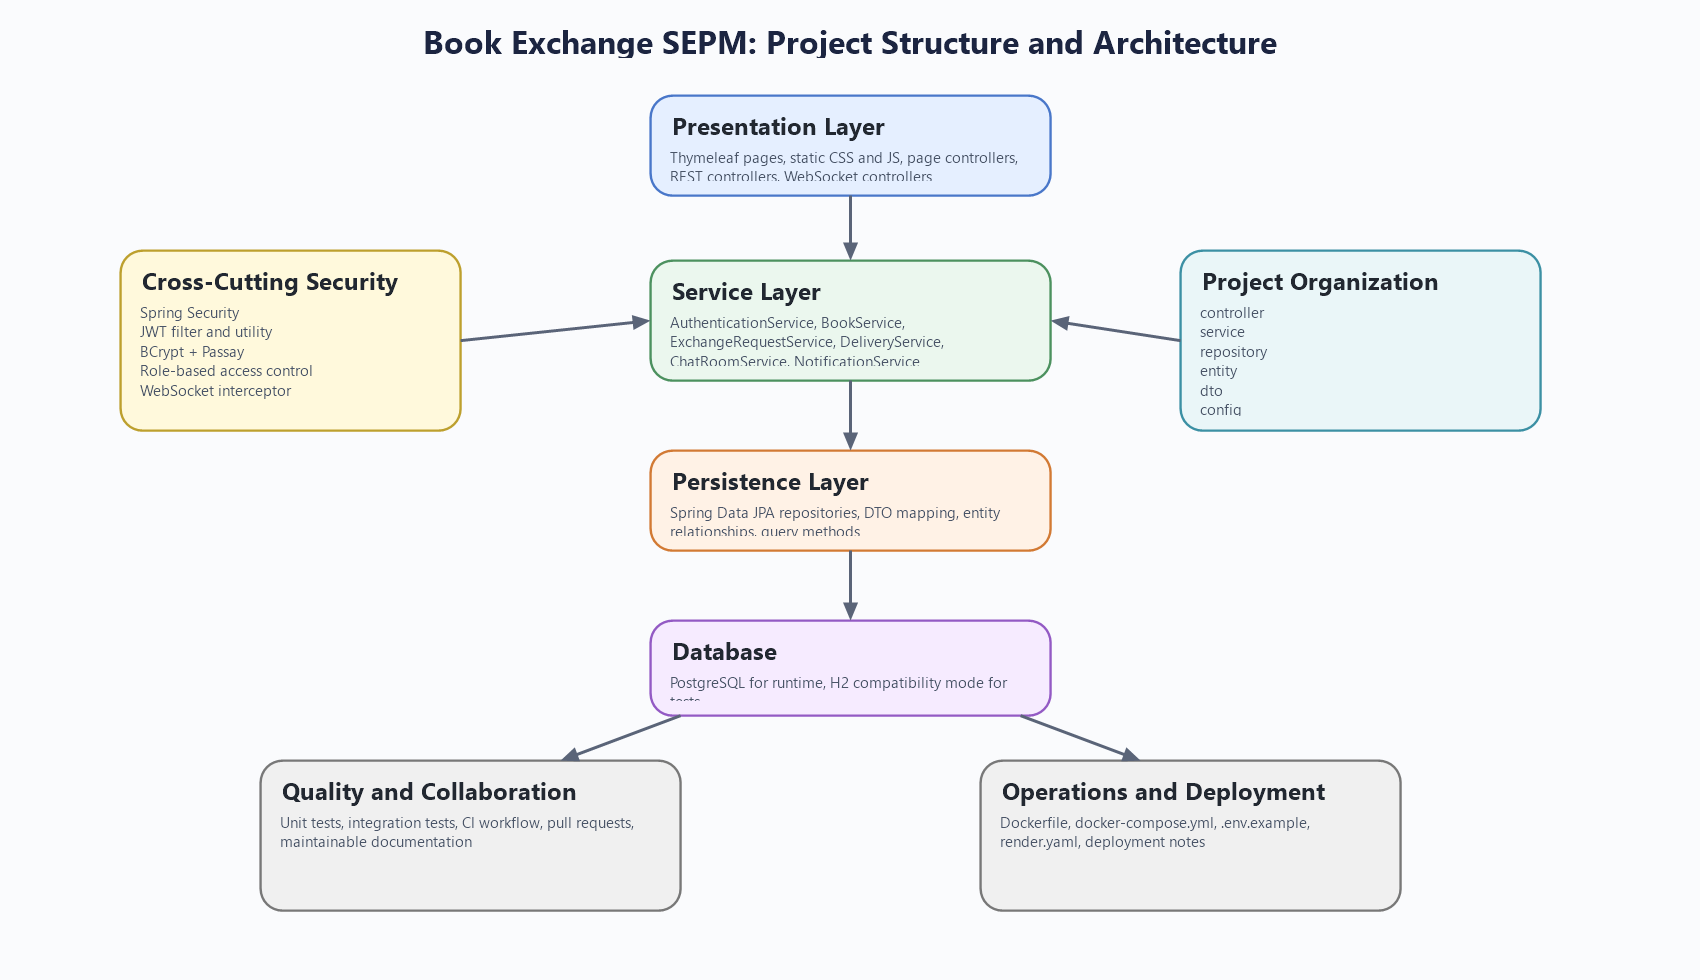 Book Exchange SEPM: Project Structure and Architecture
Presentation Layer
Thymeleaf pages, static CSS and JS, page controllers,
REST controllers, WebSocket controllers
Cross-Cutting Security
Spring Security
JWT filter and utility
BCrypt + Passay
Role-based access control
WebSocket interceptor
Service Layer
AuthenticationService, BookService,
ExchangeRequestService, DeliveryService,
ChatRoomService, NotificationService
Project Organization
controller
service
repository
entity
dto
config
Persistence Layer
Spring Data JPA repositories, DTO mapping, entity
relationships, query methods
Database
PostgreSQL for runtime, H2 compatibility mode for
tests
Quality and Collaboration
Unit tests, integration tests, CI workflow, pull requests,
maintainable documentation
Operations and Deployment
Dockerfile, docker-compose.yml, .env.example,
render.yaml, deployment notes